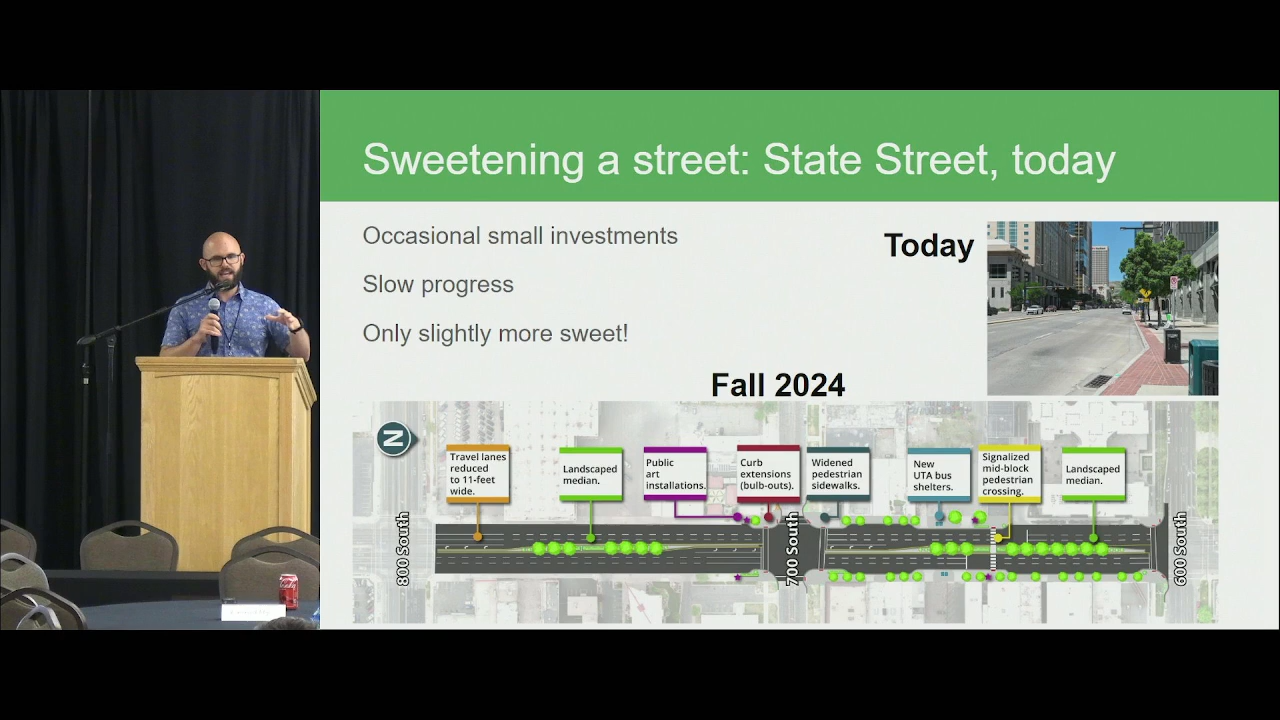 Sweetening a street: State Street, today
Occasional small investments
Slow progress
Only slightly more sweet!
Today
Fall 2024
N
Travel lanes
reduced
to 11-feet
wide.
Landscaped
median.
Public
art
installations.
Curb
extensions
(bulb-outs).
Widened
pedestrian
sidewalks.
New
UTA bus
shelters.
Signalized
mid-block
pedestrian
crossing.
Landscaped
median.
800 South
700 South
600 South